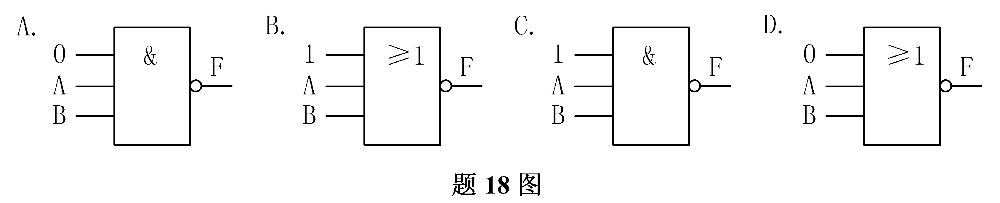 A. B. C. D.
0 & F 1 ≥1 F 1 & F 0 ≥1 F
A A A A
B B B B
题 18 图